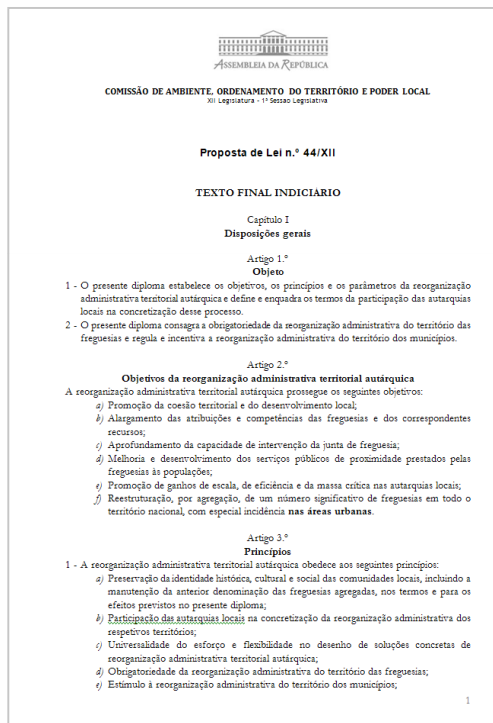 ASSEMBLEIA DA REPÚBLICA
COMISSÃO DE AMBIENTE, ORDENAMENTO DO TERRITÓRIO E PODER LOCAL
XII Legislatura - 1ª Sessao Legislativa
Proposta de Lei n.º 44/XII
TEXTO FINAL INDICIÁRIO
Capítulo I
Disposições gerais
Artigo 1.º
Objeto
1 - O presente diploma estabelece os objetivos, os princípios e os parâmetros da reorganização
administrativa territorial autárquica e define e enquadra os termos da participação das autarquias
locais na concretização desse processo.
2 - O presente diploma consagra a obrigatoriedade da reorganização administrativa do território das
freguesias e regula e incentiva a reorganização administrativa do território dos municípios.
Artigo 2.º
Objetivos da reorganização administrativa territorial autárquica
A reorganização administrativa territorial autárquica prossegue os seguintes objetivos:
a) Promoção da coesão territorial e do desenvolvimento local;
b) Alargamento das atribuições e competências das freguesias e dos correspondentes
recursos;
c) Aprofundamento da capacidade de intervenção da junta de freguesia;
d) Melhoria e desenvolvimento dos serviços públicos de proximidade prestados pelas
freguesias às populações;
e) Promoção de ganhos de escala, de eficiência e da massa crítica nas autarquias locais;
f) Reestruturação, por agregação, de um número significativo de freguesias em todo o
território nacional, com especial incidência nas áreas urbanas.
Artigo 3.º
Princípios
1 - A reorganização administrativa territorial autárquica obedece aos seguintes princípios:
a) Preservação da identidade histórica, cultural e social das comunidades locais, incluindo a
manutenção da anterior denominação das freguesias agregadas, nos termos e para os
efeitos previstos no presente diploma;
b) Participação das autarquias locais na concretização da reorganização administrativa dos
respetivos territórios;
c) Universalidade do esforço e flexibilidade no desenho de soluções concretas de
reorganização administrativa territorial autárquica;
d) Obrigatoriedade da reorganização administrativa do território das freguesias;
e) Estímulo à reorganização administrativa do território dos municípios;
1